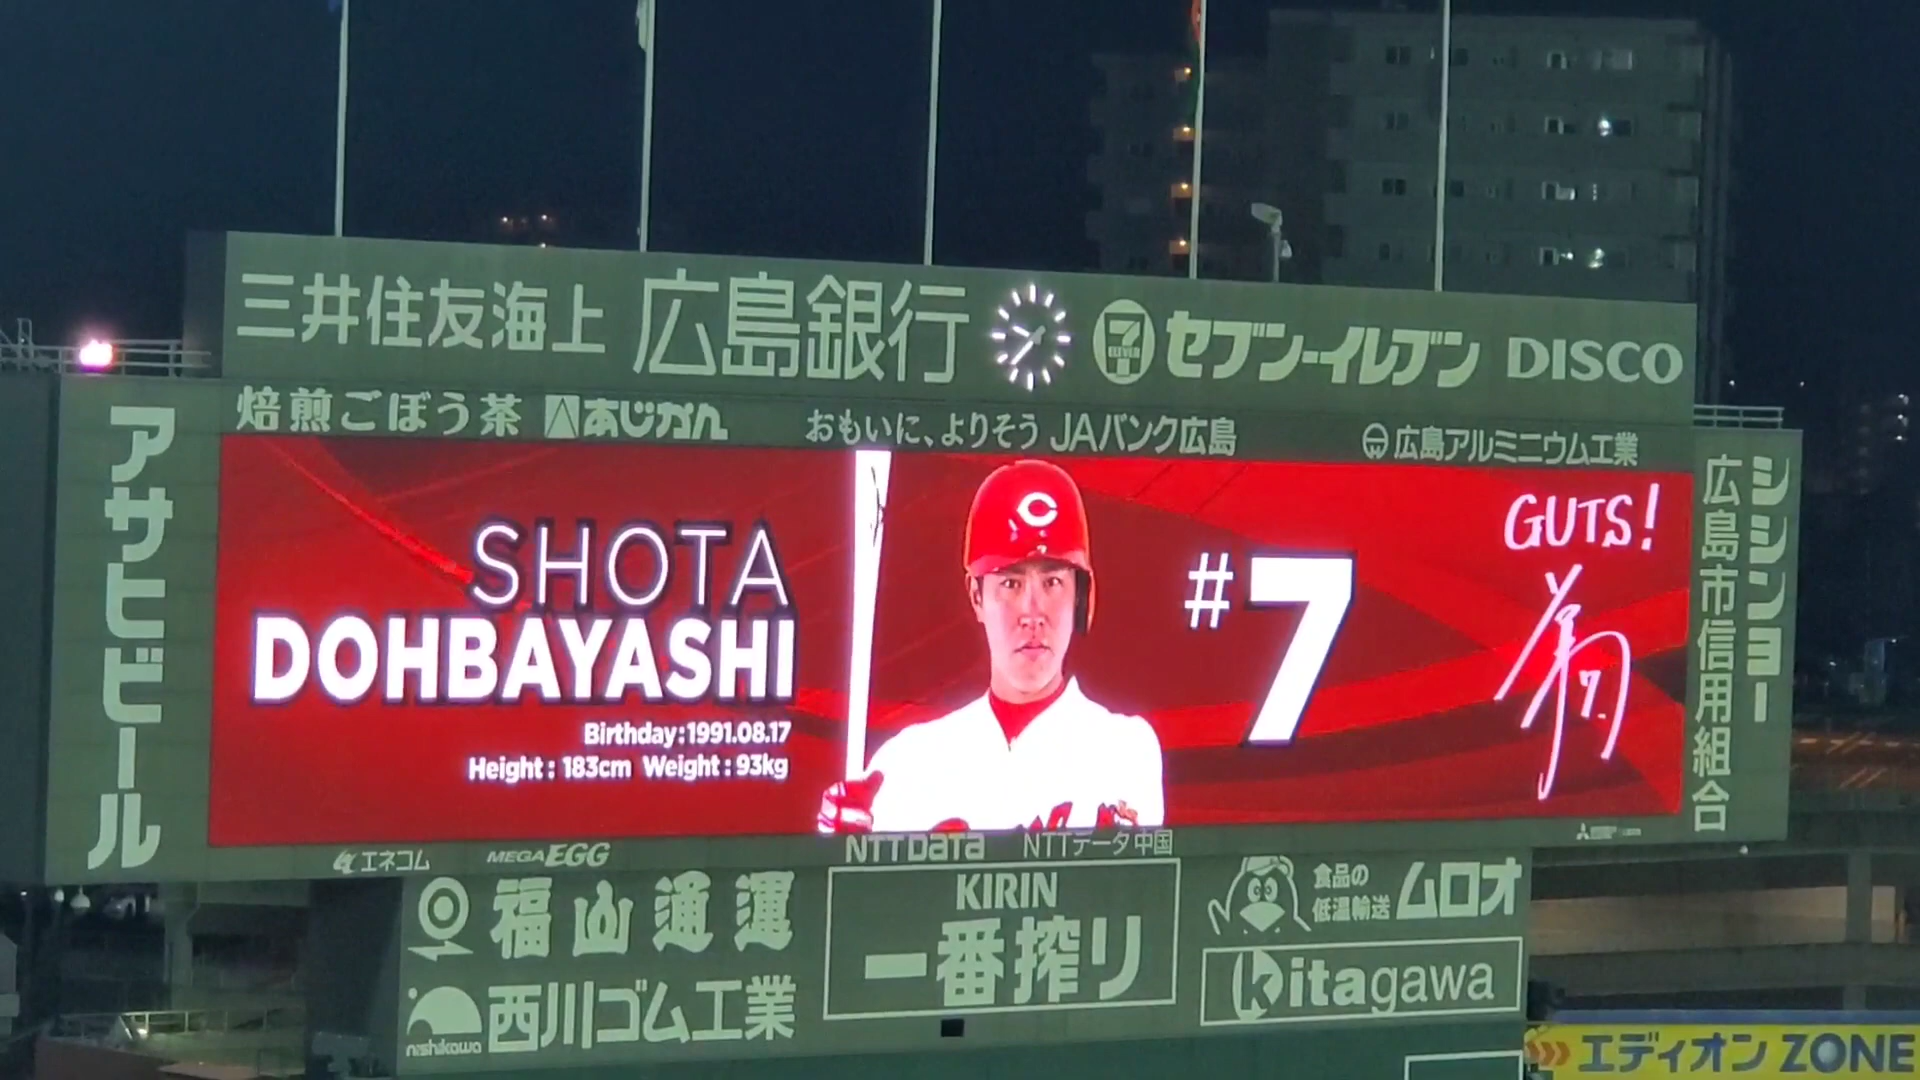 三井住友海上 広島銀行 7 ELEVEN セブン-イレブン DISCO
焙煎ごぼう茶 あじかん おもいに、よりそう JAバンク広島 広島アルミニウム工業
アサヒビール
SHOTA
DOHBAYASHI
Birthday:1991.08.17
Height: 183cm Weight:93kg
C
#7
GUTS!
シシンヨー
広島市信用組合
エネコム MEGA EGG NTT DATA NTTデータ中国
福山通運
nishikawa 西川ゴム工業
KIRIN
一番搾り
食品の
低温輸送 ムロオ
kitagawa
エディオン ZONE